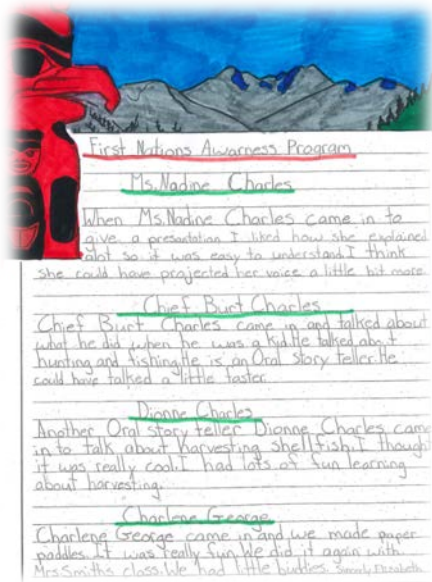 First Nations Awarness Program
Ms. Nadine Charles
When Ms. Nadine Charles came in to
give a presentation I liked how she explained
alot so it was easy to understand. I think
she could have projected her voice a little bit more.
Chief Burt Charles
Chief Burt Charles came in and talked about
what he did when he was a kid. He talked about
hunting and fishing. He is an Oral story teller. He
could have talked a little faster.
Dionne Charles
Another Oral story teller Dionne Charles came
in to talk about harvesting shellfish. I thought
it was really cool. I had lots of fun learning
about harvesting.
Charlene George
Charlene George came in and we made paper
paddles. It was really fun. We did it again with
Mrs Smiths class. We had little buddies. Elizabeth